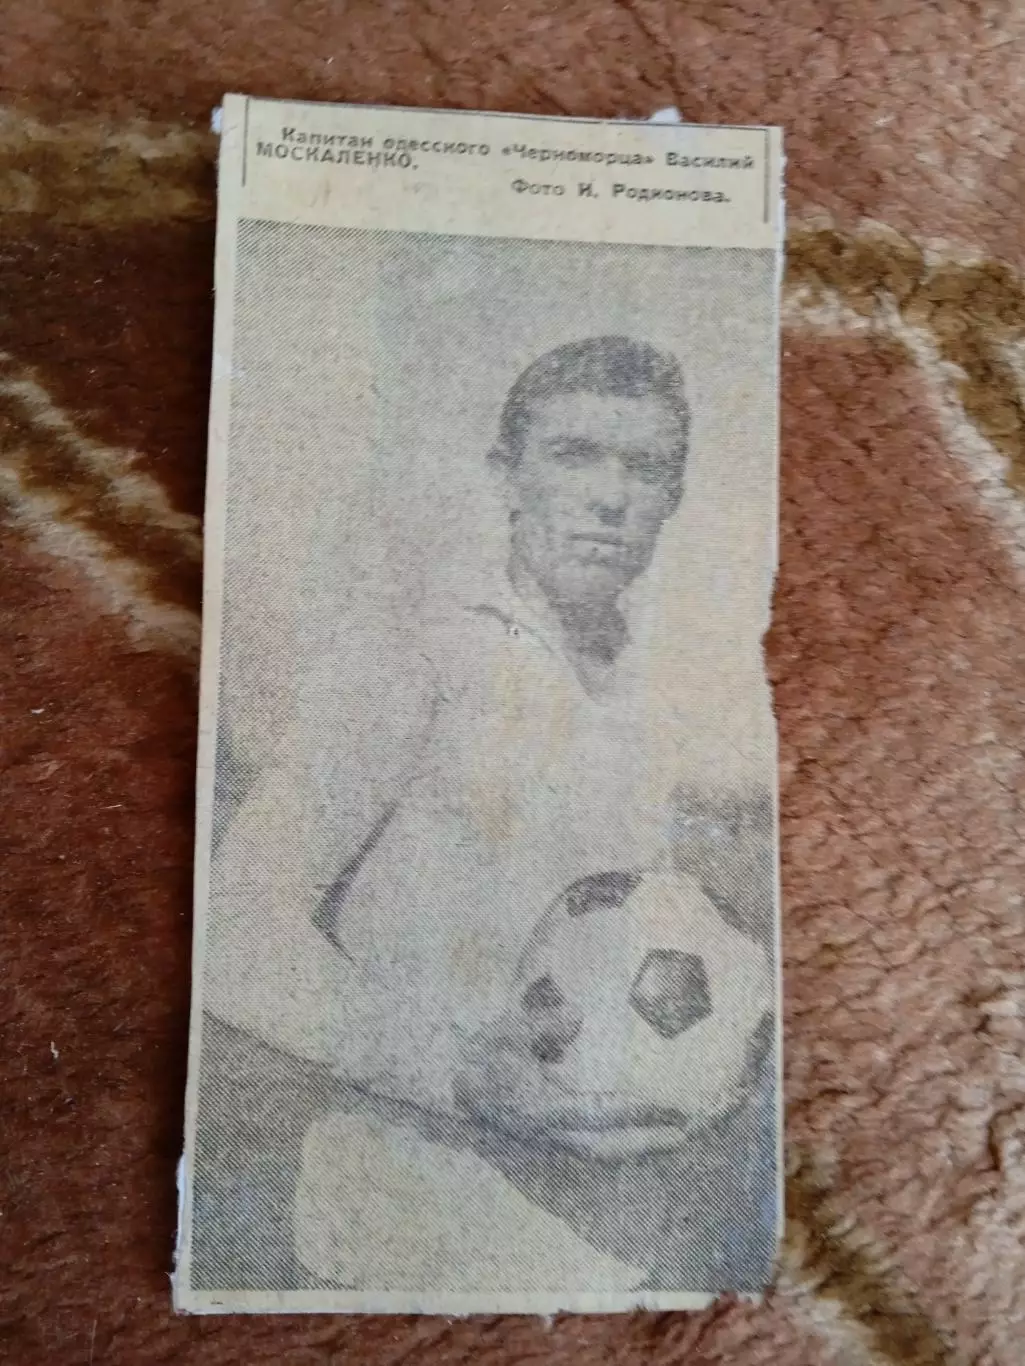 Капитан одесского «Черноморца» Василий
МОСКАЛЕНКО.
Фото И. Родионова.